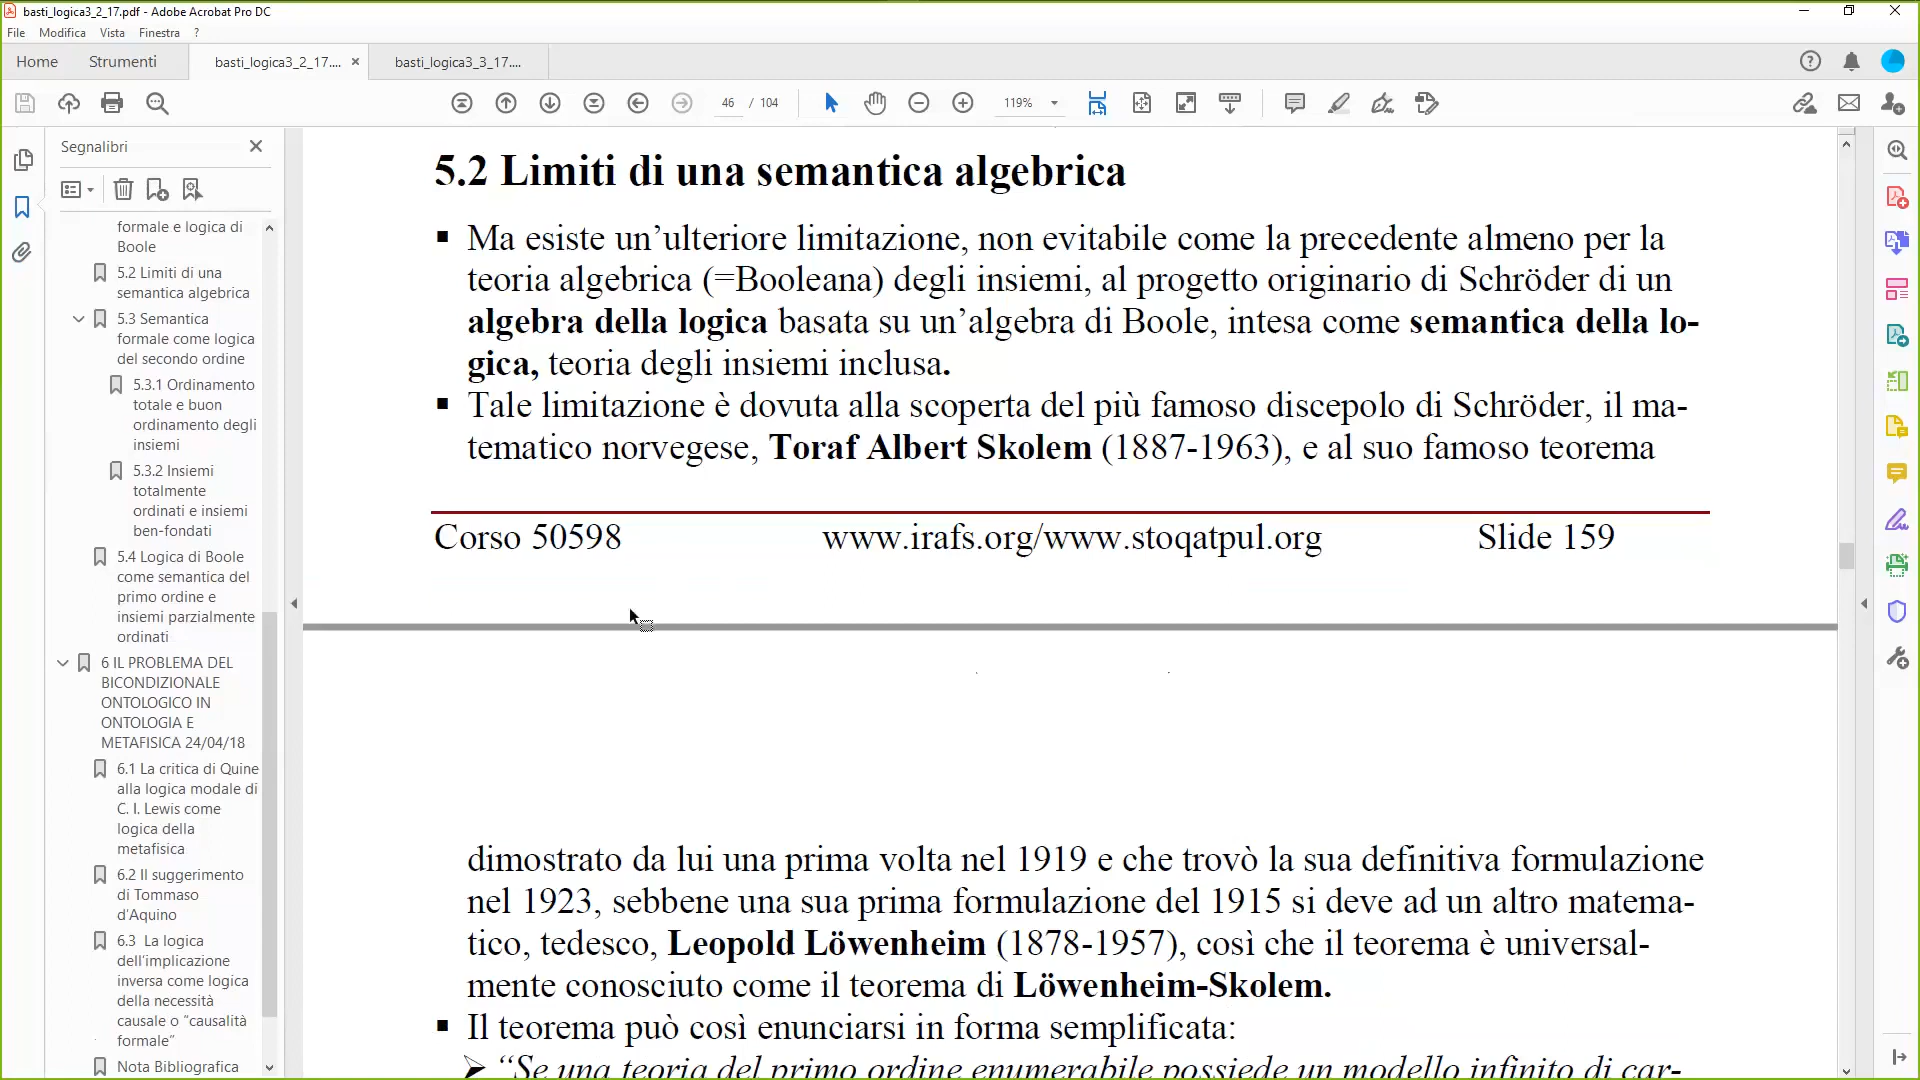 basti_logica3_2_17.pdf - Adobe Acrobat Pro DC
File Modifica Vista Finestra ?
Home Strumenti basti_logica3_2_17.... × basti_logica3_3_17....
46 / 104 119%
Segnalibri
formale e logica di
Boole
5.2 Limiti di una
semantica algebrica
5.3 Semantica
formale come logica
del secondo ordine
5.3.1 Ordinamento
totale e buon
ordinamento degli
insiemi
5.3.2 Insiemi
totalmente
ordinati e insiemi
ben-fondati
5.4 Logica di Boole
come semantica del
primo ordine e
insiemi parzialmente
ordinati
6 IL PROBLEMA DEL
BICONDIZIONALE
ONTOLOGICO IN
ONTOLOGIA E
METAFISICA 24/04/18
6.1 La critica di Quine
alla logica modale di
C. I. Lewis come
logica della
metafisica
6.2 Il suggerimento
di Tommaso
d'Aquino
6.3 La logica
dell'implicazione
inversa come logica
della necessità
causale o “causalità
formale”
Nota Bibliografica
5.2 Limiti di una semantica algebrica
▪ Ma esiste un’ulteriore limitazione, non evitabile come la precedente almeno per la
teoria algebrica (=Booleana) degli insiemi, al progetto originario di Schröder di un
algebra della logica basata su un’algebra di Boole, intesa come semantica della lo-
gica, teoria degli insiemi inclusa.
▪ Tale limitazione è dovuta alla scoperta del più famoso discepolo di Schröder, il ma-
tematico norvegese, Toraf Albert Skolem (1887-1963), e al suo famoso teorema
Corso 50598 www.irafs.org/www.stoqatpul.org Slide 159
dimostrato da lui una prima volta nel 1919 e che trovò la sua definitiva formulazione
nel 1923, sebbene una sua prima formulazione del 1915 si deve ad un altro matema-
tico, tedesco, Leopold Löwenheim (1878-1957), così che il teorema è universal-
mente conosciuto come il teorema di Löwenheim-Skolem.
▪ Il teorema può così enunciarsi in forma semplificata:
➢ “Se una teoria del primo ordine enumerabile possiede un modello infinito di car-